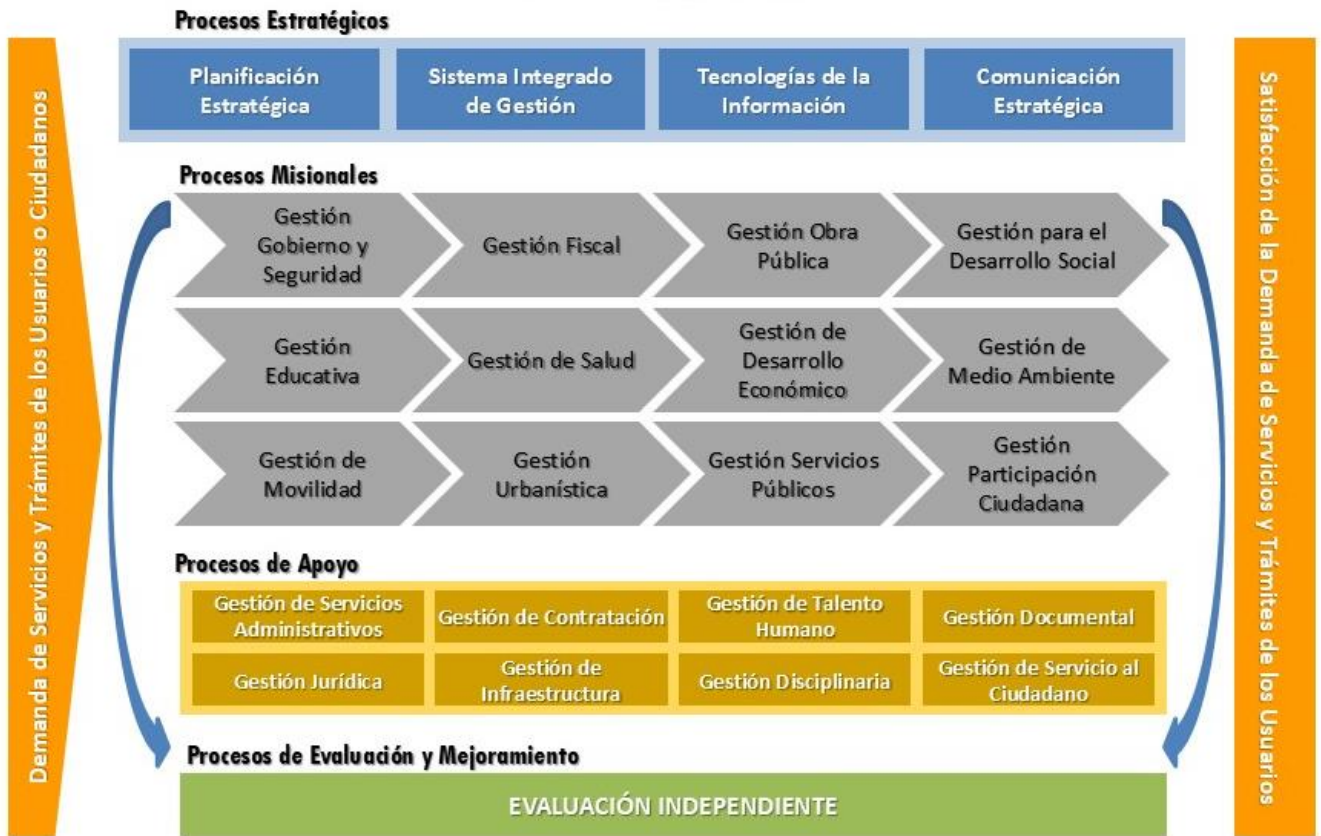 Procesos Estratégicos
Planificación
Estratégica
Sistema Integrado
de Gestión
Tecnologías de la
Información
Comunicación
Estratégica
Demanda de Servicios y Trámites de los Usuarios o Ciudadanos
Procesos Misionales
Gestión
Gobierno y
Seguridad
Gestión Fiscal
Gestión Obra
Pública
Gestión para el
Desarrollo Social
Gestión
Educativa
Gestión de Salud
Gestión de
Desarrollo
Económico
Gestión de
Medio Ambiente
Gestión de
Movilidad
Gestión
Urbanística
Gestión Servicios
Públicos
Gestión
Participación
Ciudadana
Procesos de Apoyo
Gestión de Servicios
Administrativos
Gestión de Contratación
Gestión de Talento
Humano
Gestión Documental
Gestión Jurídica
Gestión de
Infraestructura
Gestión Disciplinaria
Gestión de Servicio al
Ciudadano
Procesos de Evaluación y Mejoramiento
EVALUACIÓN INDEPENDIENTE
Satisfacción de la Demanda de Servicios y Trámites de los Usuarios